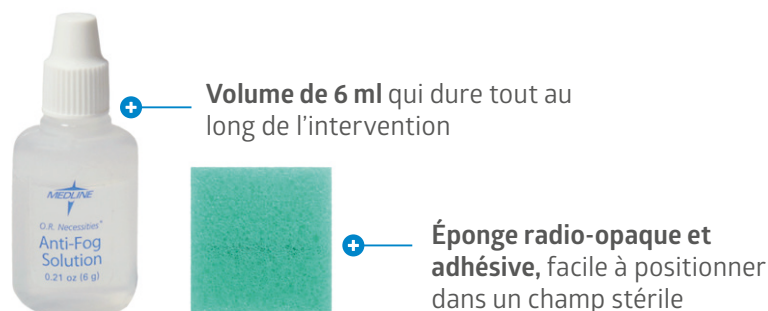 Volume de 6 ml qui dure tout au
long de l'intervention
MEDLINE
O.R. Necessities®
Anti-Fog
Solution
0.21 oz (6 g)
Éponge radio-opaque et
adhésive, facile à positionner
dans un champ stérile